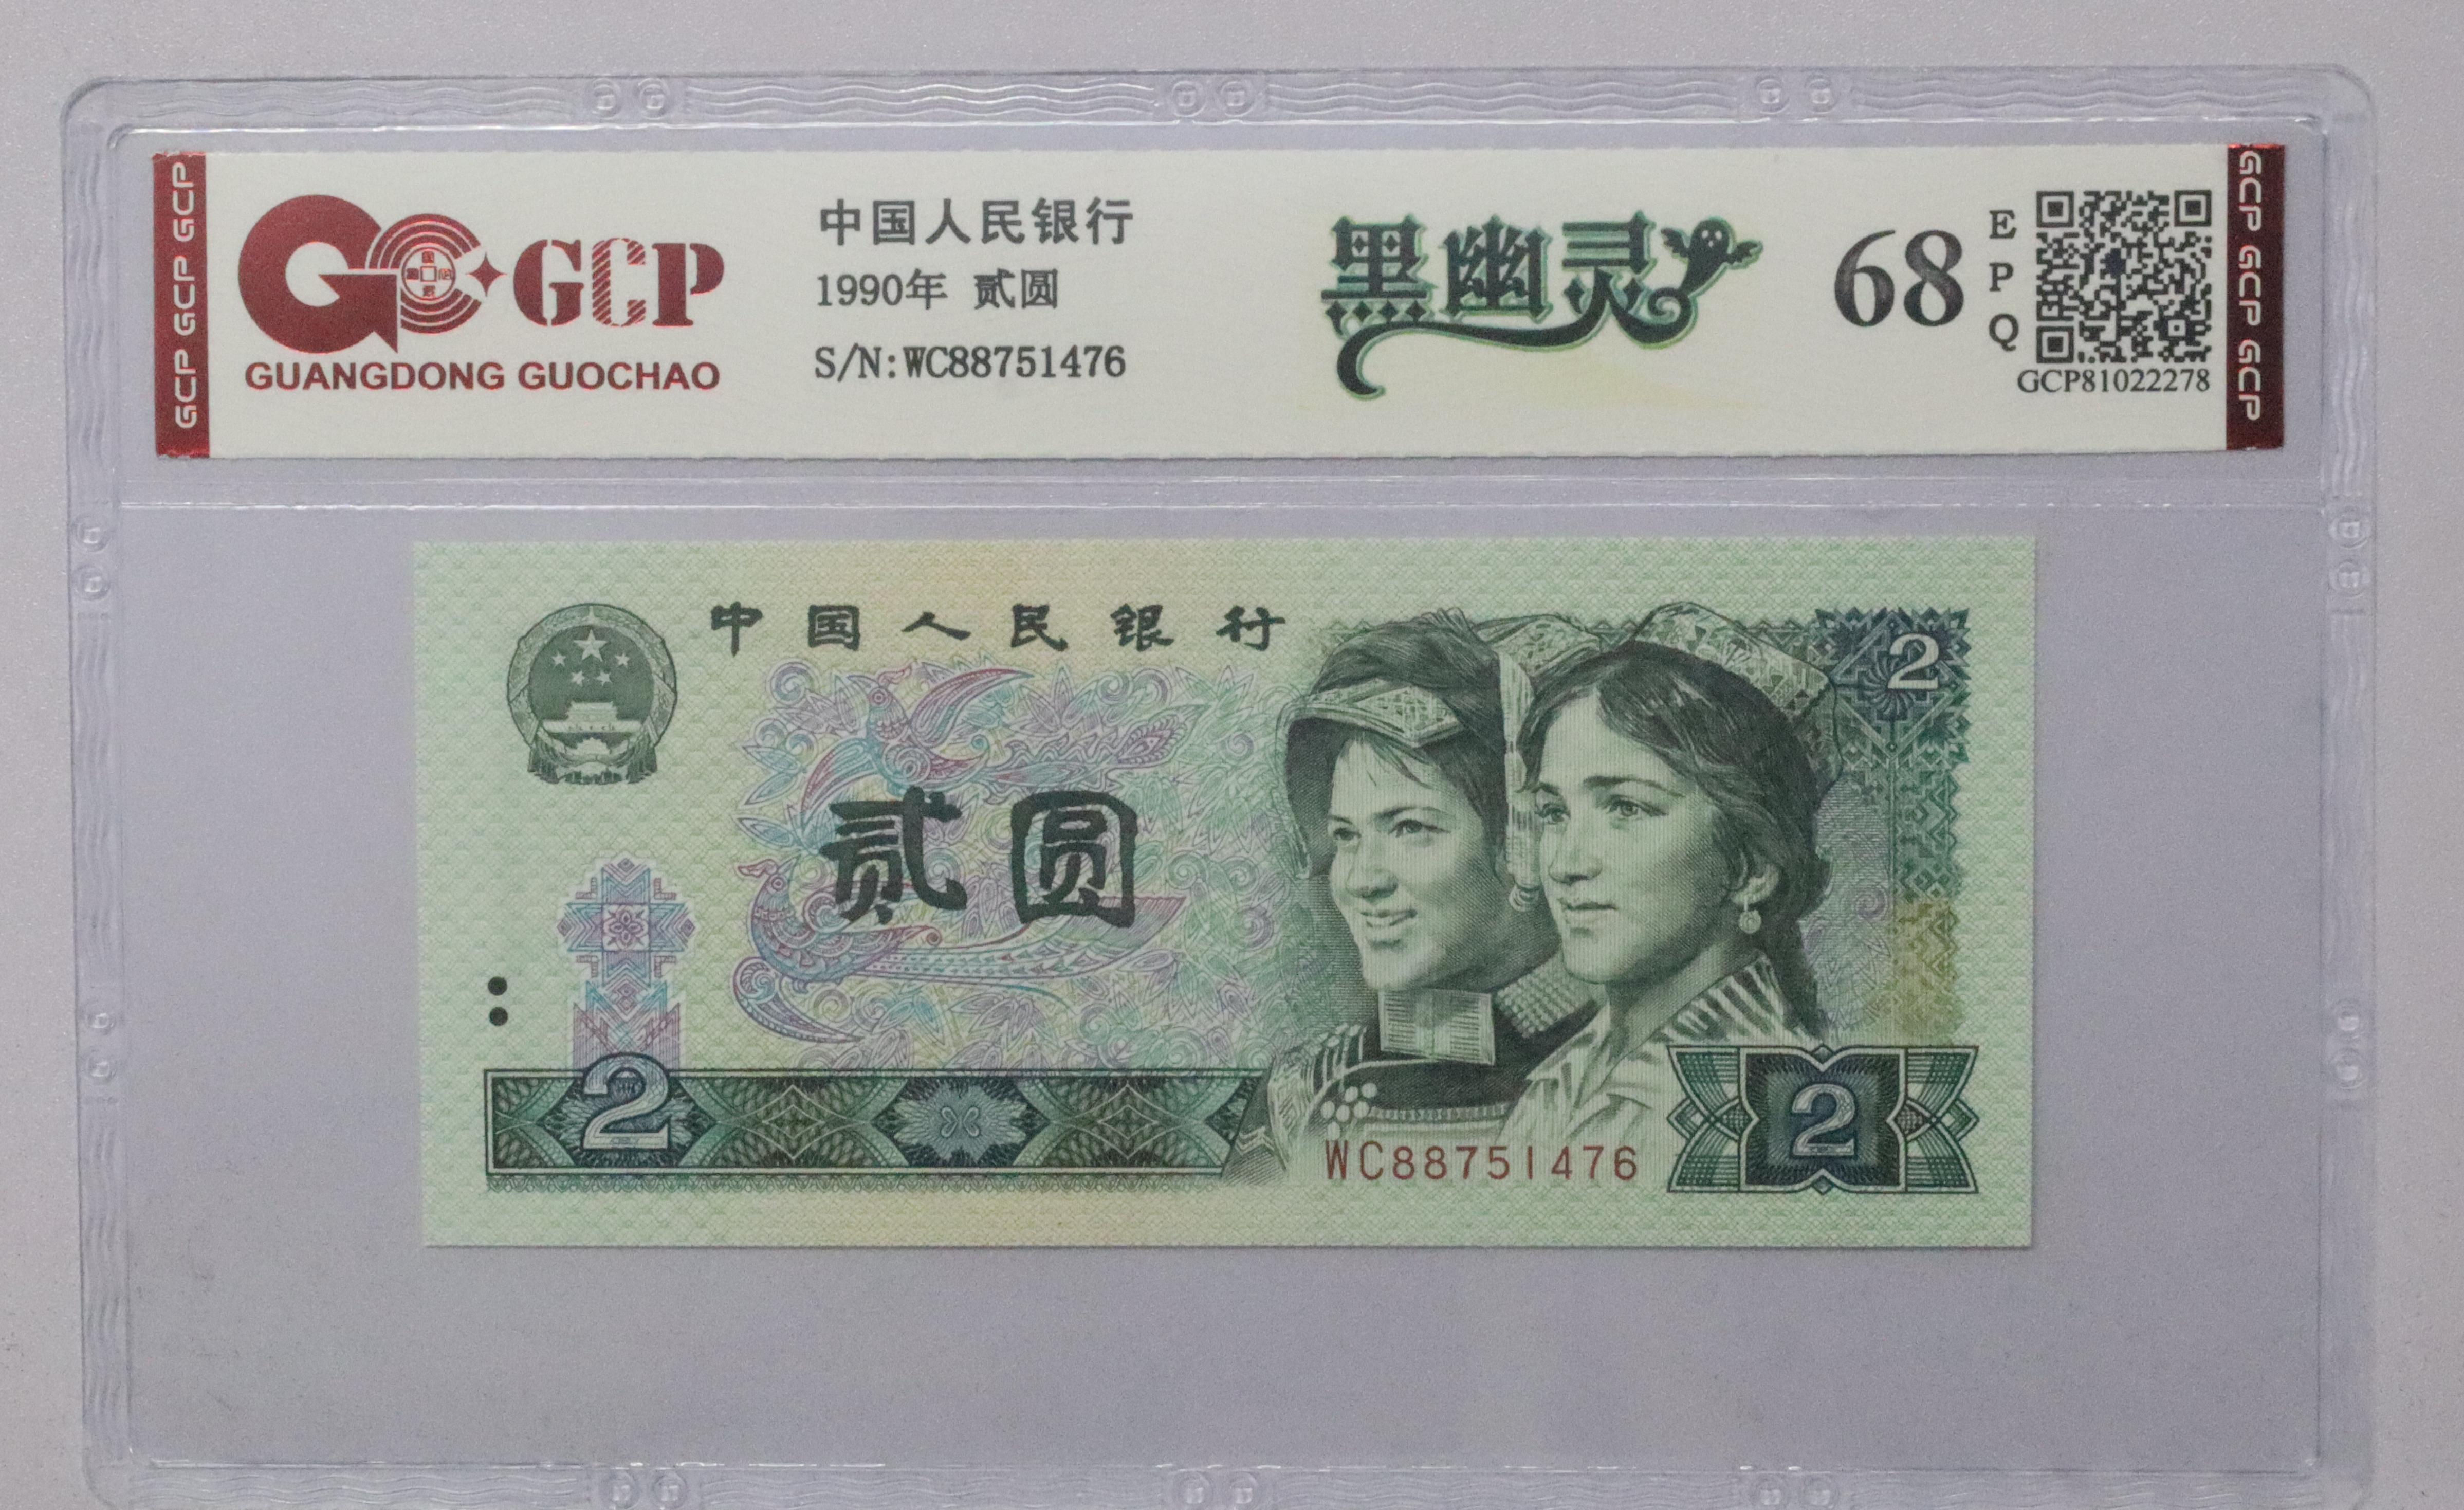 GCP GCP GCP
GCP
GUANGDONG GUOCHAO
中国人民银行
1990年 贰圆
S/N:WC88751476
黑幽灵
68
EPQ
GCP81022278
GCP GCP GCP
中国人民银行
2
贰圆
2
WC88751476
2